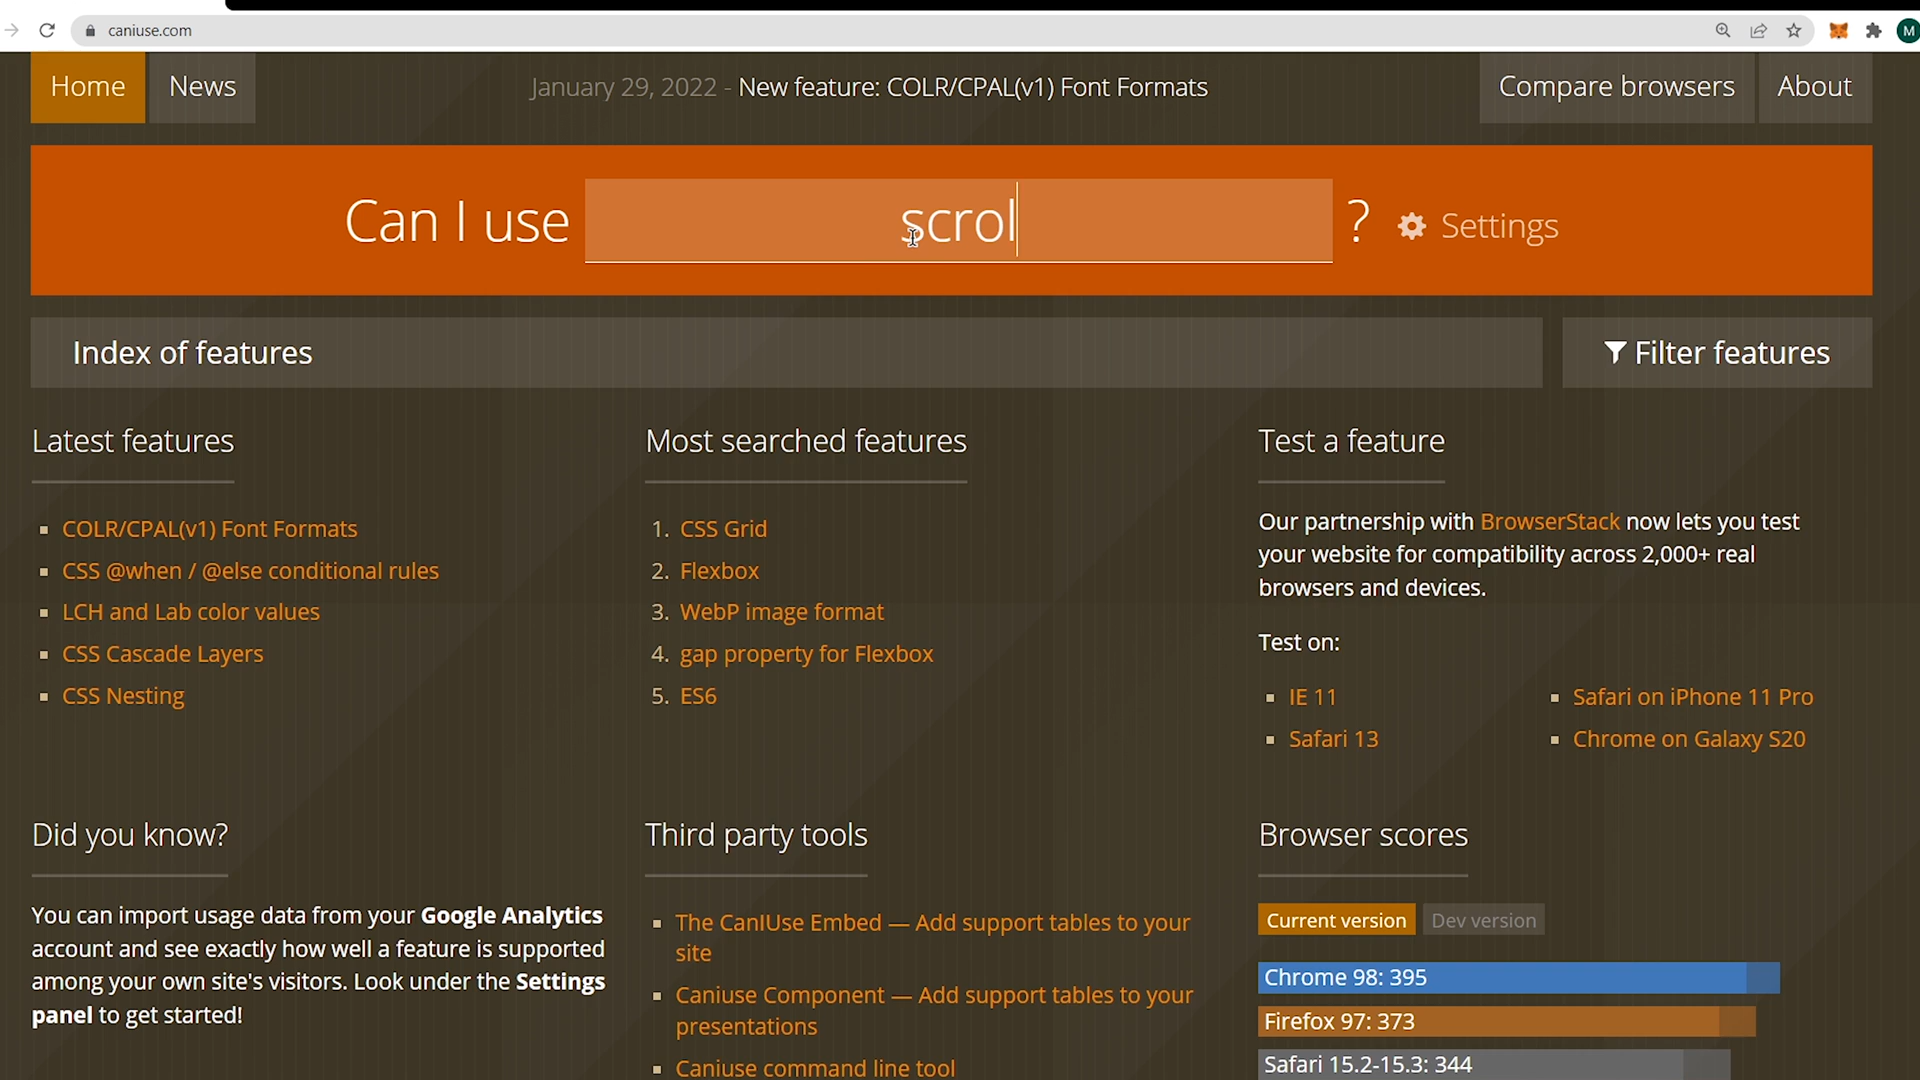 caniuse.com
M
Home
News
January 29, 2022 - New feature: COLR/CPAL(v1) Font Formats
Compare browsers
About
Can I use
scrol
?
Settings
Index of features
Filter features
Latest features
COLR/CPAL(v1) Font Formats
CSS @when / @else conditional rules
LCH and Lab color values
CSS Cascade Layers
CSS Nesting
Most searched features
1. CSS Grid
2. Flexbox
3. WebP image format
4. gap property for Flexbox
5. ES6
Test a feature
Our partnership with BrowserStack now lets you test
your website for compatibility across 2,000+ real
browsers and devices.
Test on:
IE 11
Safari 13
Safari on iPhone 11 Pro
Chrome on Galaxy S20
Did you know?
You can import usage data from your Google Analytics
account and see exactly how well a feature is supported
among your own site's visitors. Look under the Settings
panel to get started!
Third party tools
The CanIUse Embed — Add support tables to your
site
Caniuse Component — Add support tables to your
presentations
Caniuse command line tool
Browser scores
Current version
Dev version
Chrome 98: 395
Firefox 97: 373
Safari 15.2-15.3: 344